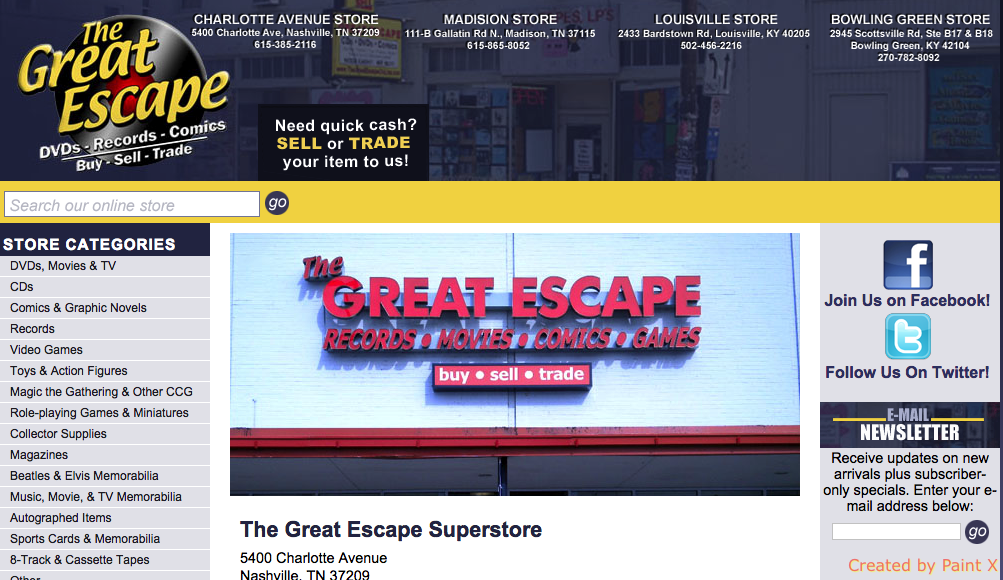 The
Great
Escape
DVDs - Records - Comics
Buy - Sell - Trade
CHARLOTTE AVENUE STORE
5400 Charlotte Ave, Nashville, TN 37209
615-385-2116
MADISION STORE
111-B Gallatin Rd N., Madison, TN 37115
615-865-8052
LOUISVILLE STORE
2433 Bardstown Rd, Louisville, KY 40205
502-456-2216
BOWLING GREEN STORE
2945 Scottsville Rd, Ste B17 & B18
Bowling Green, KY 42104
270-782-8092
Need quick cash?
SELL or TRADE
your item to us!
Search our online store
go
STORE CATEGORIES
DVDs, Movies & TV
CDs
Comics & Graphic Novels
Records
Video Games
Toys & Action Figures
Magic the Gathering & Other CCG
Role-playing Games & Miniatures
Collector Supplies
Magazines
Beatles & Elvis Memorabilia
Music, Movie, & TV Memorabilia
Autographed Items
Sports Cards & Memorabilia
8-Track & Cassette Tapes
Other
The
GREAT ESCAPE
RECORDS • MOVIES • COMICS • GAMES
buy • sell • trade
The Great Escape Superstore
5400 Charlotte Avenue
Nashville, TN 37209
Join Us on Facebook!
Follow Us On Twitter!
E-MAIL
NEWSLETTER
Receive updates on new
arrivals plus subscriber-
only specials. Enter your e-
mail address below:
go
Created by Paint X